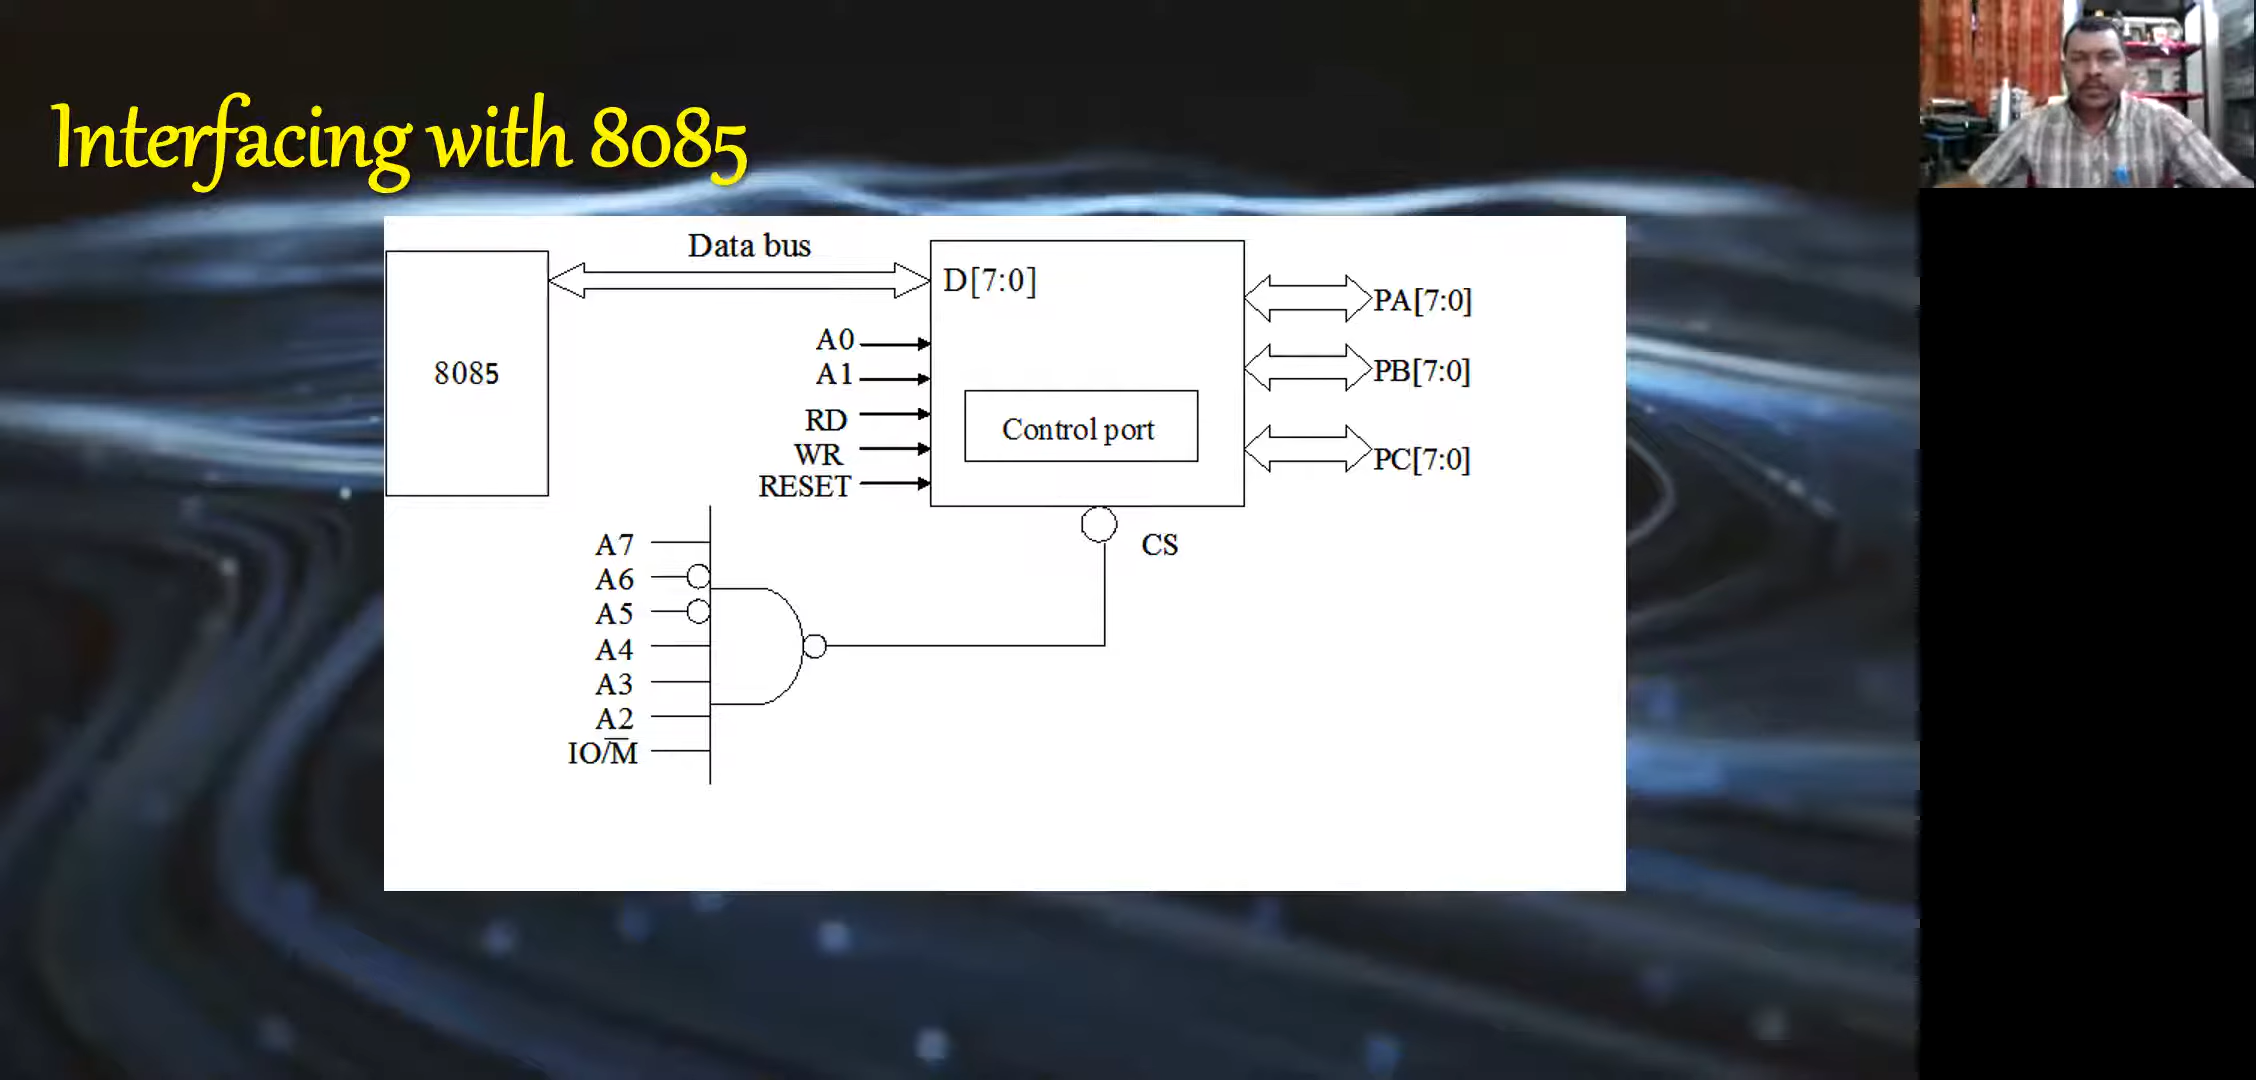 Interfacing with 8085
Data bus
8085
D[7:0]
A0
A1
RD
WR
RESET
Control port
PA[7:0]
PB[7:0]
PC[7:0]
CS
A7
A6
A5
A4
A3
A2
IO/M̅